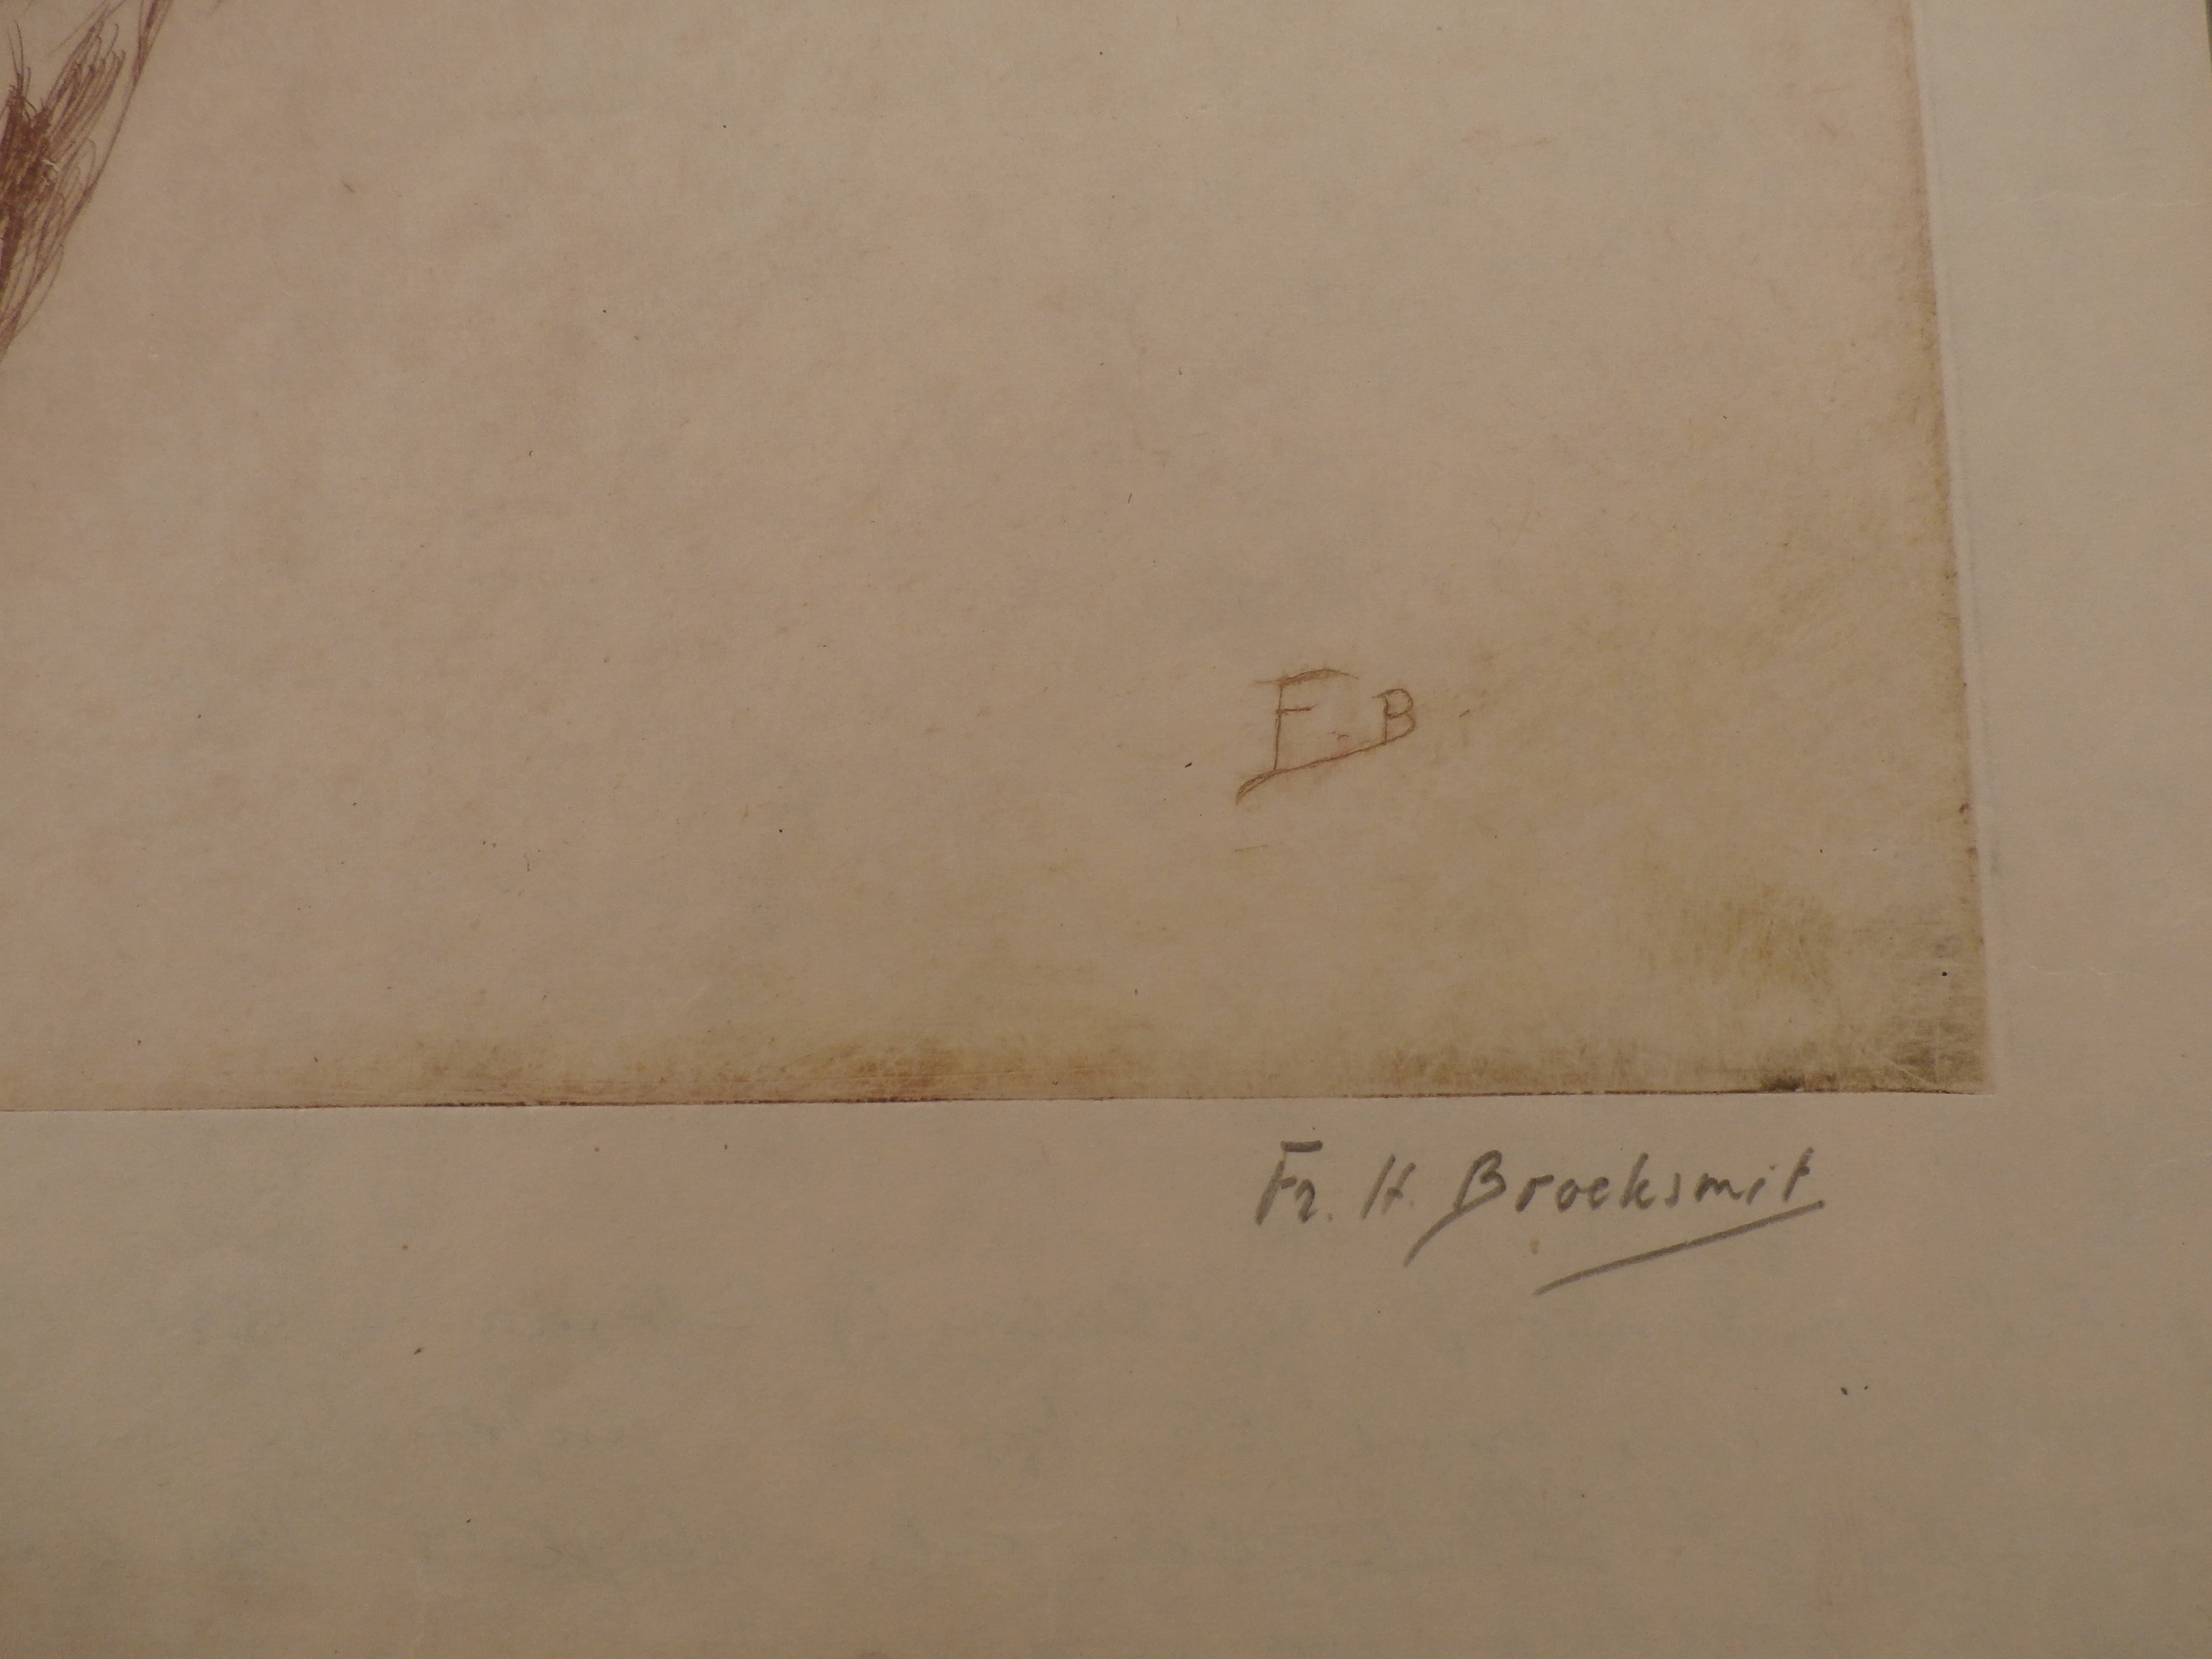 F. B.
Fr. H. Broeksmit